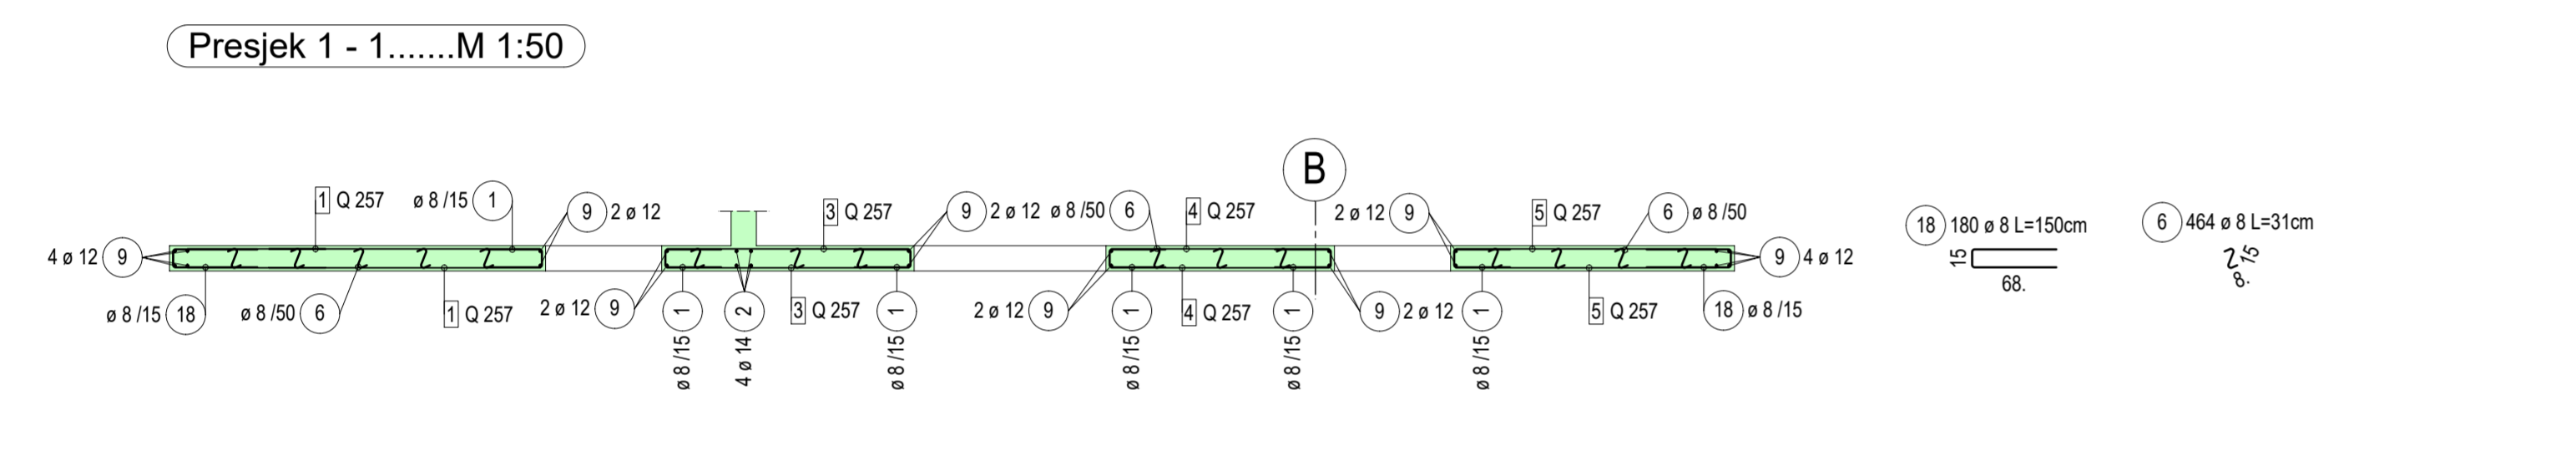 Presjek 1 - 1.......M 1:50
B
1 Q 257
ø 8 /15 1
9 2 ø 12
3 Q 257
9 2 ø 12
ø 8 /50 6
4 Q 257
2 ø 12 9
5 Q 257
6 ø 8 /50
18 180 ø 8 L=150cm
6 464 ø 8 L=31cm
4 ø 12 9
9 4 ø 12
15
68.
15
8.
ø 8 /15 18
ø 8 /50 6
1 Q 257
2 ø 12 9
1
ø 8 /15
2
4 ø 14
3 Q 257
1
ø 8 /15
2 ø 12 9
1
ø 8 /15
4 Q 257
1
ø 8 /15
9 2 ø 12
1
ø 8 /15
5 Q 257
18 ø 8 /15